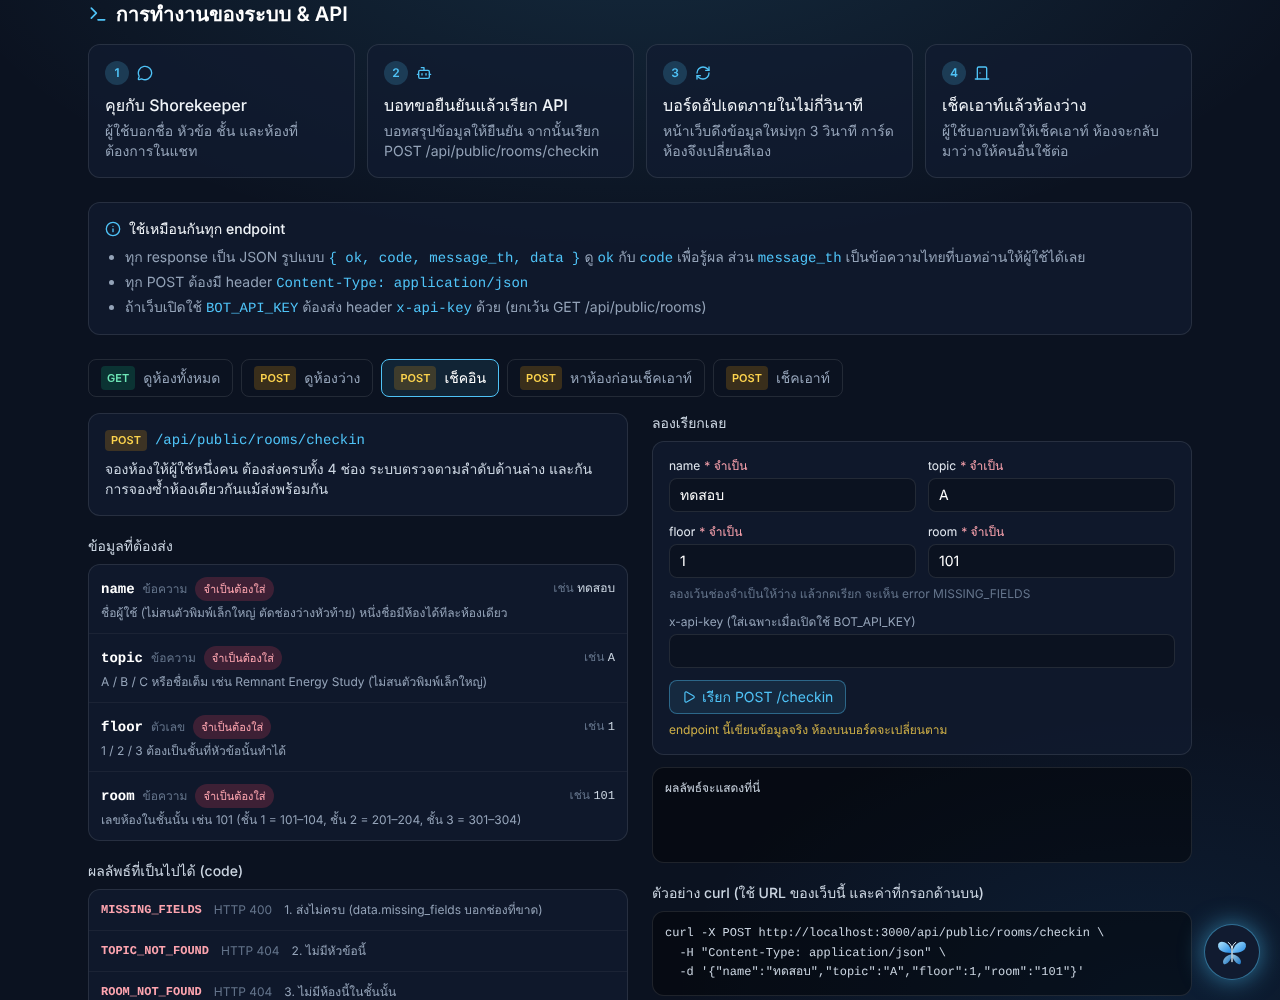 การทำงานของระบบ & API
1
คุยกับ Shorekeeper
ผู้ใช้บอกชื่อ หัวข้อ ชั้น และห้องที่
ต้องการในแชท
2
บอทขอยืนยันแล้วเรียก API
บอทสรุปข้อมูลให้ยืนยัน จากนั้นเรียก
POST /api/public/rooms/checkin
3
บอร์ดอัปเดตภายในไม่กี่วินาที
หน้าเว็บดึงข้อมูลใหม่ทุก 3 วินาที การ์ด
ห้องจึงเปลี่ยนสีเอง
4
เช็คเอาท์แล้วห้องว่าง
ผู้ใช้บอกบอทให้เช็คเอาท์ ห้องจะกลับ
มาว่างให้คนอื่นใช้ต่อ
ใช้เหมือนกันทุก endpoint
ทุก response เป็น JSON รูปแบบ { ok, code, message_th, data } ดู ok กับ code เพื่อรู้ผล ส่วน message_th เป็นข้อความไทยที่บอทอ่านให้ผู้ใช้ได้เลย
ทุก POST ต้องมี header Content-Type: application/json
ถ้าเว็บเปิดใช้ BOT_API_KEY ต้องส่ง header x-api-key ด้วย (ยกเว้น GET /api/public/rooms)
GET ดูห้องทั้งหมด
POST ดูห้องว่าง
POST เช็คอิน
POST หาห้องก่อนเช็คเอาท์
POST เช็คเอาท์
POST /api/public/rooms/checkin
จองห้องให้ผู้ใช้หนึ่งคน ต้องส่งครบทั้ง 4 ช่อง ระบบตรวจตามลำดับด้านล่าง และกัน
การจองซ้ำห้องเดียวกันแม้ส่งพร้อมกัน
ข้อมูลที่ต้องส่ง
name ข้อความ จำเป็นต้องใส่ เช่น ทดสอบ
ชื่อผู้ใช้ (ไม่สนตัวพิมพ์เล็กใหญ่ ตัดช่องว่างหัวท้าย) หนึ่งชื่อมีห้องได้ทีละห้องเดียว
topic ข้อความ จำเป็นต้องใส่ เช่น A
A / B / C หรือชื่อเต็ม เช่น Remnant Energy Study (ไม่สนตัวพิมพ์เล็กใหญ่)
floor ตัวเลข จำเป็นต้องใส่ เช่น 1
1 / 2 / 3 ต้องเป็นชั้นที่หัวข้อนั้นทำได้
room ข้อความ จำเป็นต้องใส่ เช่น 101
เลขห้องในชั้นนั้น เช่น 101 (ชั้น 1 = 101–104, ชั้น 2 = 201–204, ชั้น 3 = 301–304)
ผลลัพธ์ที่เป็นไปได้ (code)
MISSING_FIELDS HTTP 400 1. ส่งไม่ครบ (data.missing_fields บอกช่องที่ขาด)
TOPIC_NOT_FOUND HTTP 404 2. ไม่มีหัวข้อนี้
ROOM_NOT_FOUND HTTP 404 3. ไม่มีห้องนี้ในชั้นนั้น
ลองเรียกเลย
name * จำเป็น
ทดสอบ
topic * จำเป็น
A
floor * จำเป็น
1
room * จำเป็น
101
ลองเว้นช่องจำเป็นให้ว่าง แล้วกดเรียก จะเห็น error MISSING_FIELDS
x-api-key (ใส่เฉพาะเมื่อเปิดใช้ BOT_API_KEY)
เรียก POST /checkin
endpoint นี้เขียนข้อมูลจริง ห้องบนบอร์ดจะเปลี่ยนตาม
ผลลัพธ์จะแสดงที่นี่
ตัวอย่าง curl (ใช้ URL ของเว็บนี้ และค่าที่กรอกด้านบน)
curl -X POST http://localhost:3000/api/public/rooms/checkin \
-H "Content-Type: application/json" \
-d '{"name":"ทดสอบ","topic":"A","floor":1,"room":"101"}'